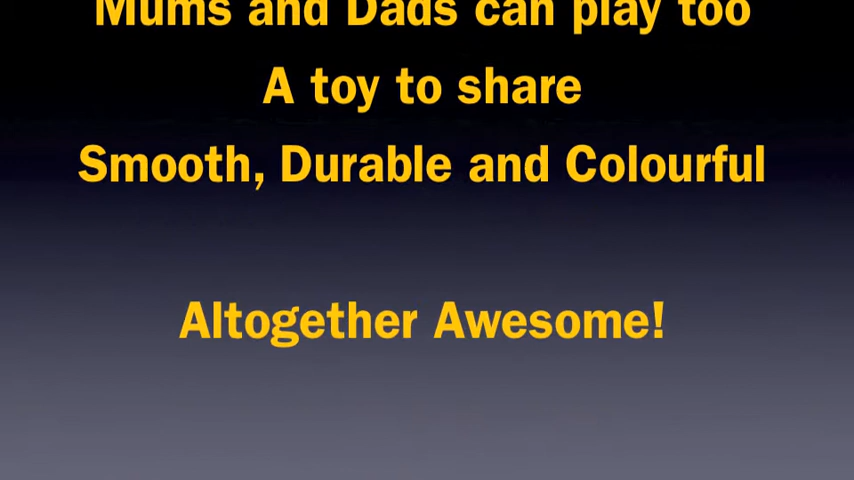 Mums and Dads can play too
A toy to share
Smooth, Durable and Colourful
Altogether Awesome!